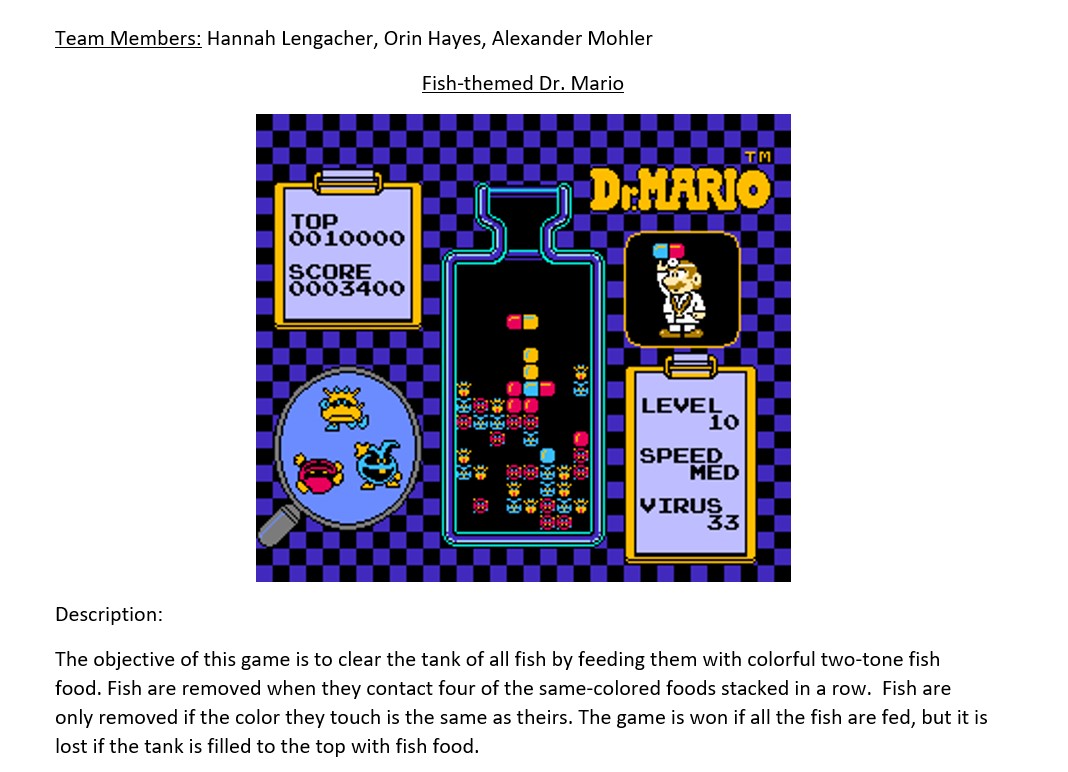 Team Members: Hannah Lengacher, Orin Hayes, Alexander Mohler
Fish-themed Dr. Mario
TM
Dr.MARIO
TOP
0010000
SCORE
0003400
LEVEL
10
SPEED
MED
VIRUS
33
Description:
The objective of this game is to clear the tank of all fish by feeding them with colorful two-tone fish
food. Fish are removed when they contact four of the same-colored foods stacked in a row.  Fish are
only removed if the color they touch is the same as theirs. The game is won if all the fish are fed, but it is
lost if the tank is filled to the top with fish food.